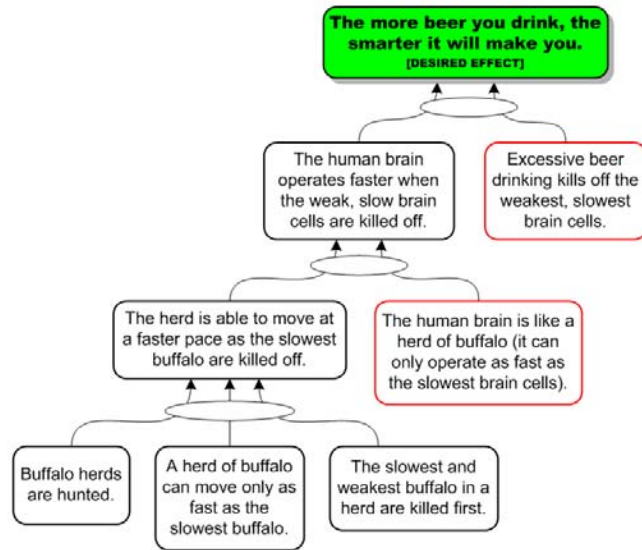 The more beer you drink, the
smarter it will make you.
[DESIRED EFFECT]
The human brain
operates faster when
the weak, slow brain
cells are killed off.
Excessive beer
drinking kills off the
weakest, slowest
brain cells.
The herd is able to move at
a faster pace as the slowest
buffalo are killed off.
The human brain is like a
herd of buffalo (it can
only operate as fast as
the slowest brain cells).
Buffalo herds
are hunted.
A herd of buffalo
can move only as
fast as the
slowest buffalo.
The slowest and
weakest buffalo in a
herd are killed first.